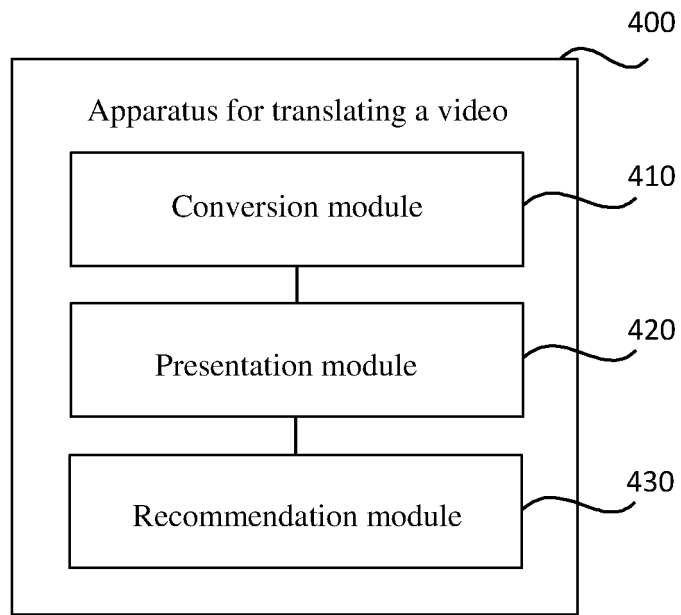 400
Apparatus for translating a video
410
Conversion module
420
Presentation module
430
Recommendation module